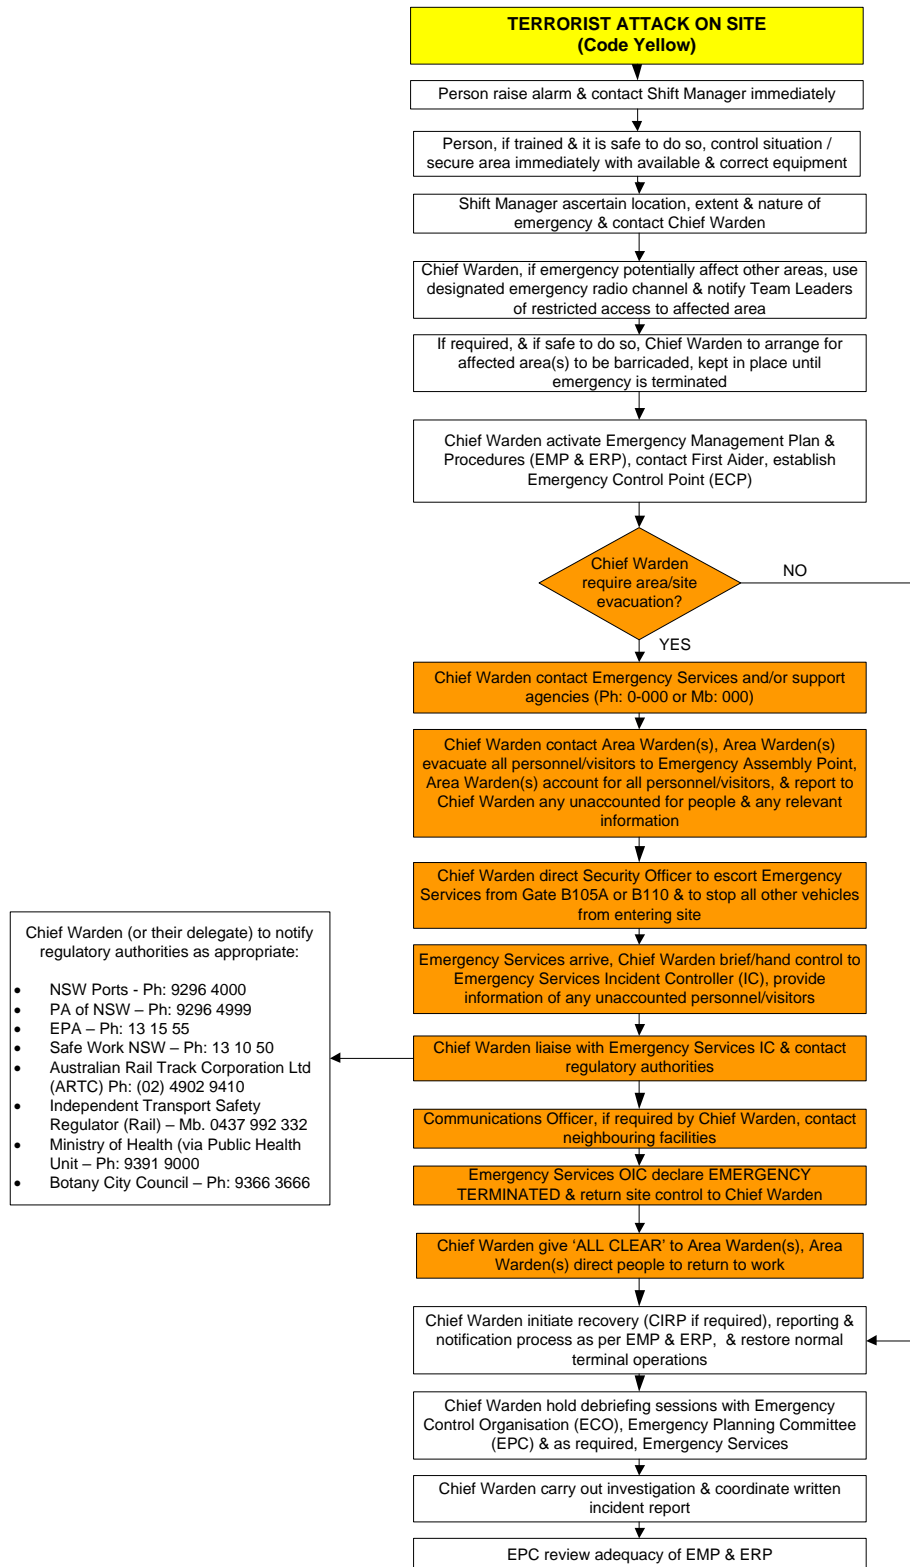 TERRORIST ATTACK ON SITE
(Code Yellow)
Person raise alarm & contact Shift Manager immediately
Person, if trained & it is safe to do so, control situation /
secure area immediately with available & correct equipment
Shift Manager ascertain location, extent & nature of
emergency & contact Chief Warden
Chief Warden, if emergency potentially affect other areas, use
designated emergency radio channel & notify Team Leaders
of restricted access to affected area
If required, & if safe to do so, Chief Warden to arrange for
affected area(s) to be barricaded, kept in place until
emergency is terminated
Chief Warden activate Emergency Management Plan &
Procedures (EMP & ERP), contact First Aider, establish
Emergency Control Point (ECP)
Chief Warden
require area/site
evacuation?
NO
YES
Chief Warden contact Emergency Services and/or support
agencies (Ph: 0-000 or Mb: 000)
Chief Warden contact Area Warden(s), Area Warden(s)
evacuate all personnel/visitors to Emergency Assembly Point,
Area Warden(s) account for all personnel/visitors, & report to
Chief Warden any unaccounted for people & any relevant
information
Chief Warden direct Security Officer to escort Emergency
Services from Gate B105A or B110 & to stop all other vehicles
from entering site
Emergency Services arrive, Chief Warden brief/hand control to
Emergency Services Incident Controller (IC), provide
information of any unaccounted personnel/visitors
Chief Warden liaise with Emergency Services IC & contact
regulatory authorities
Chief Warden (or their delegate) to notify
regulatory authorities as appropriate:
• NSW Ports - Ph: 9296 4000
• PA of NSW – Ph: 9296 4999
• EPA – Ph: 13 15 55
• Safe Work NSW – Ph: 13 10 50
• Australian Rail Track Corporation Ltd
(ARTC) Ph: (02) 4902 9410
• Independent Transport Safety
Regulator (Rail) – Mb. 0437 992 332
• Ministry of Health (via Public Health
Unit – Ph: 9391 9000
• Botany City Council – Ph: 9366 3666
Communications Officer, if required by Chief Warden, contact
neighbouring facilities
Emergency Services OIC declare EMERGENCY
TERMINATED & return site control to Chief Warden
Chief Warden give ‘ALL CLEAR’ to Area Warden(s), Area
Warden(s) direct people to return to work
Chief Warden initiate recovery (CIRP if required), reporting &
notification process as per EMP & ERP, & restore normal
terminal operations
Chief Warden hold debriefing sessions with Emergency
Control Organisation (ECO), Emergency Planning Committee
(EPC) & as required, Emergency Services
Chief Warden carry out investigation & coordinate written
incident report
EPC review adequacy of EMP & ERP